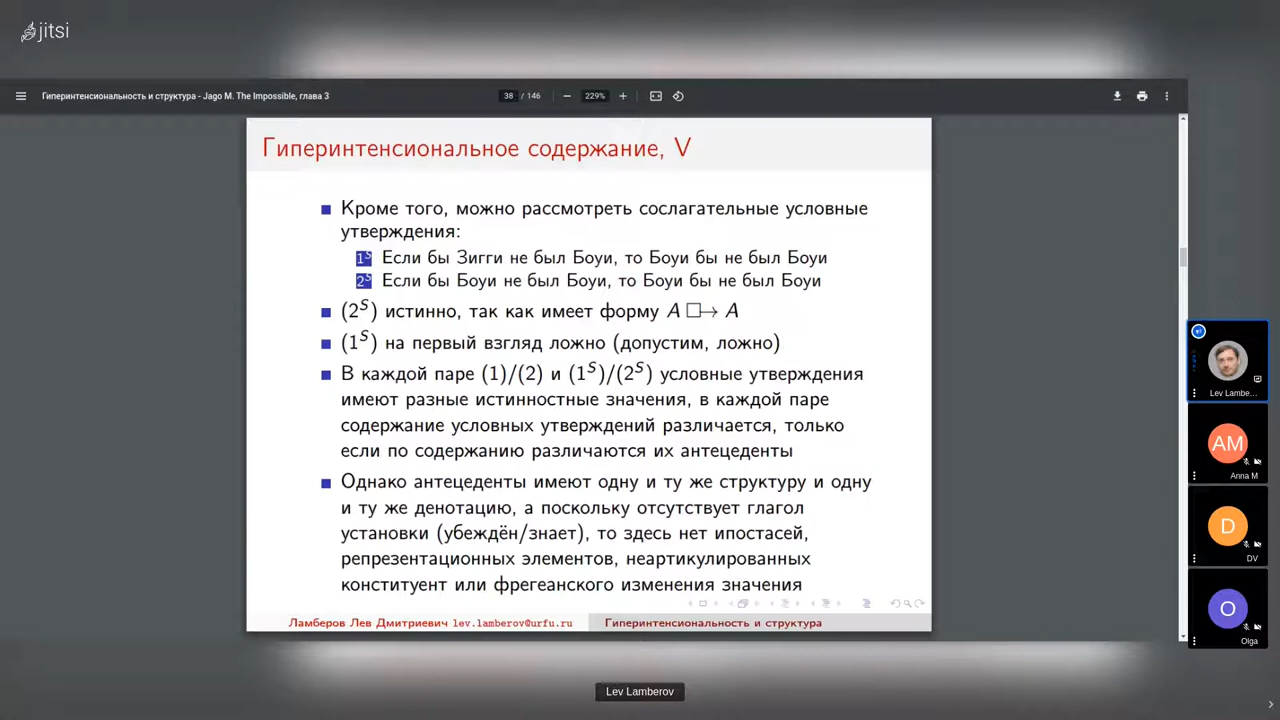 jitsi
Гиперинтенсиональность и структура - Jago M. The Impossible, глава 3
38 / 146
229%
Гиперинтенсиональное содержание, V
Кроме того, можно рассмотреть сослагательные условные
утверждения:
1ˢ Если бы Зигги не был Боуи, то Боуи бы не был Боуи
2ˢ Если бы Боуи не был Боуи, то Боуи бы не был Боуи
(2ˢ) истинно, так как имеет форму A □→ A
(1ˢ) на первый взгляд ложно (допустим, ложно)
В каждой паре (1)/(2) и (1ˢ)/(2ˢ) условные утверждения
имеют разные истинностные значения, в каждой паре
содержание условных утверждений различается, только
если по содержанию различаются их антецеденты
Однако антецеденты имеют одну и ту же структуру и одну
и ту же денотацию, а поскольку отсутствует глагол
установки (убеждён/знает), то здесь нет ипостасей,
репрезентационных элементов, неартикулированных
конституент или фрегеанского изменения значения
Ламберов Лев Дмитриевич lev.lamberov@urfu.ru
Гиперинтенсиональность и структура
Lev Lambe...
AM
Anna M
D
DV
O
Olga
Lev Lamberov